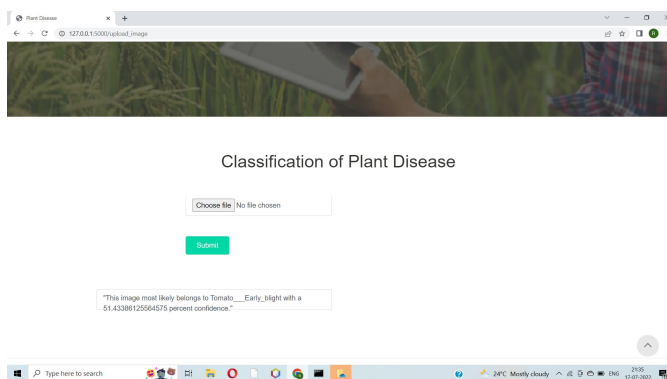 Plant Disease
127.0.0.1:5000/upload_image
R
Classification of Plant Disease
Choose file No file chosen
Submit
"This image most likely belongs to Tomato___Early_blight with a
51.43386125564575 percent confidence."
Type here to search
24°C Mostly cloudy
ENG
21:35
17-07-2022